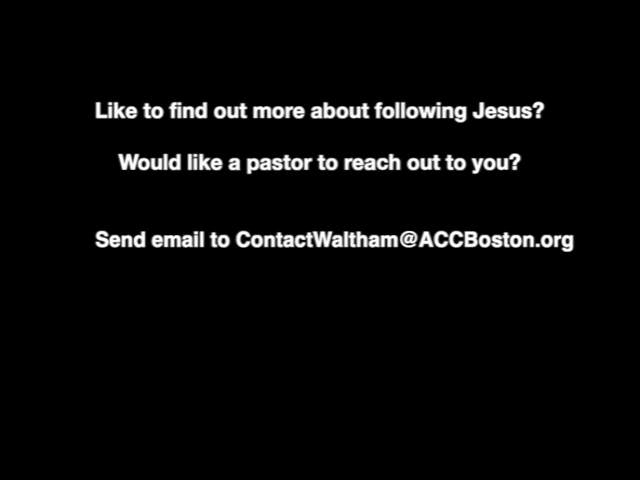 Like to find out more about following Jesus?
Would like a pastor to reach out to you?
Send email to ContactWaltham@ACCBoston.org